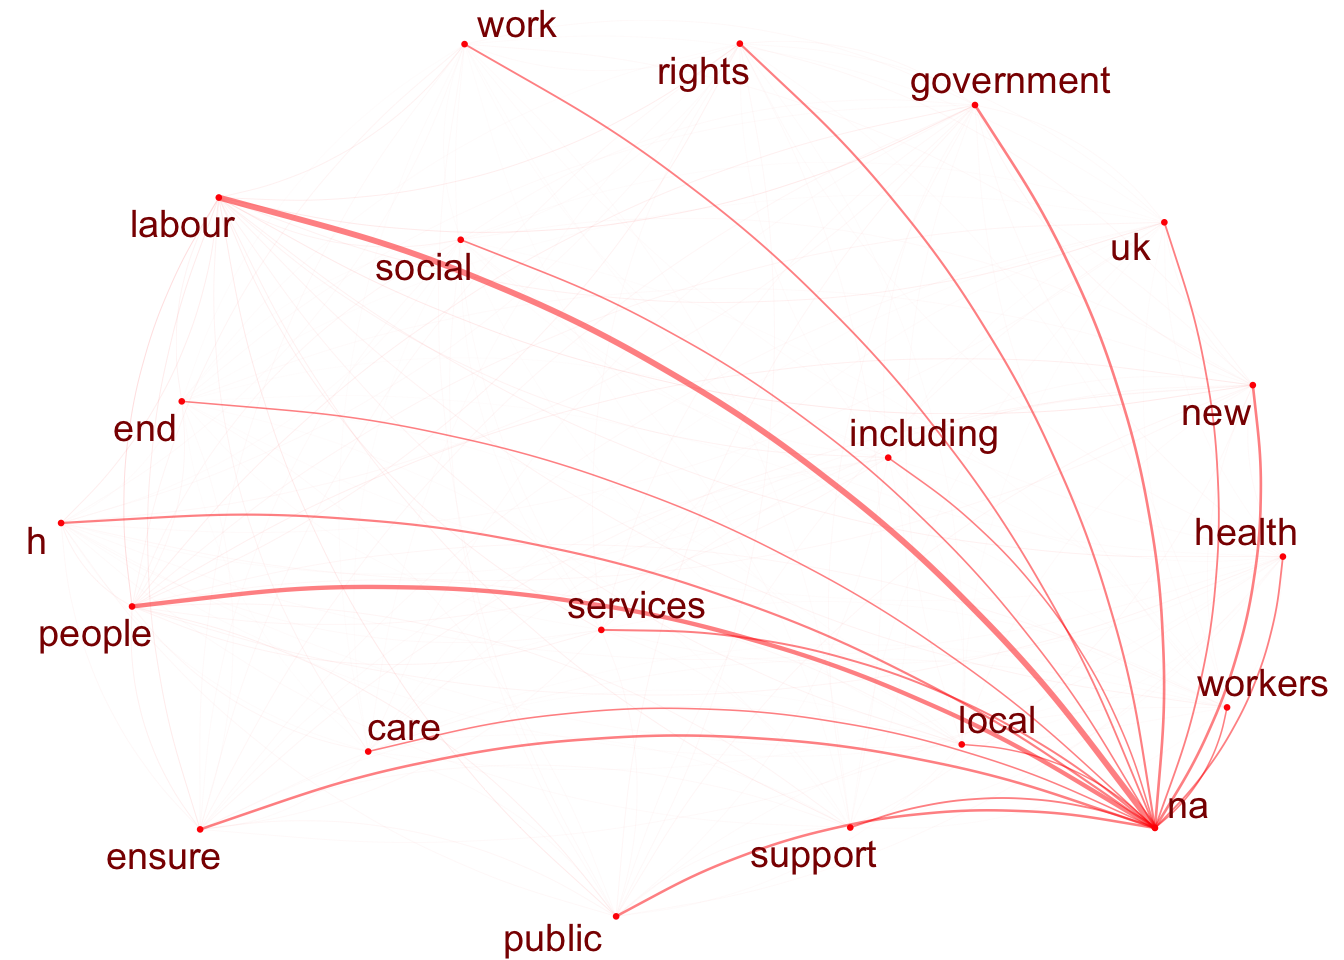 work
rights
government
labour
social
uk
end
including
new
h
health
people
services
workers
care
local
na
ensure
support
public